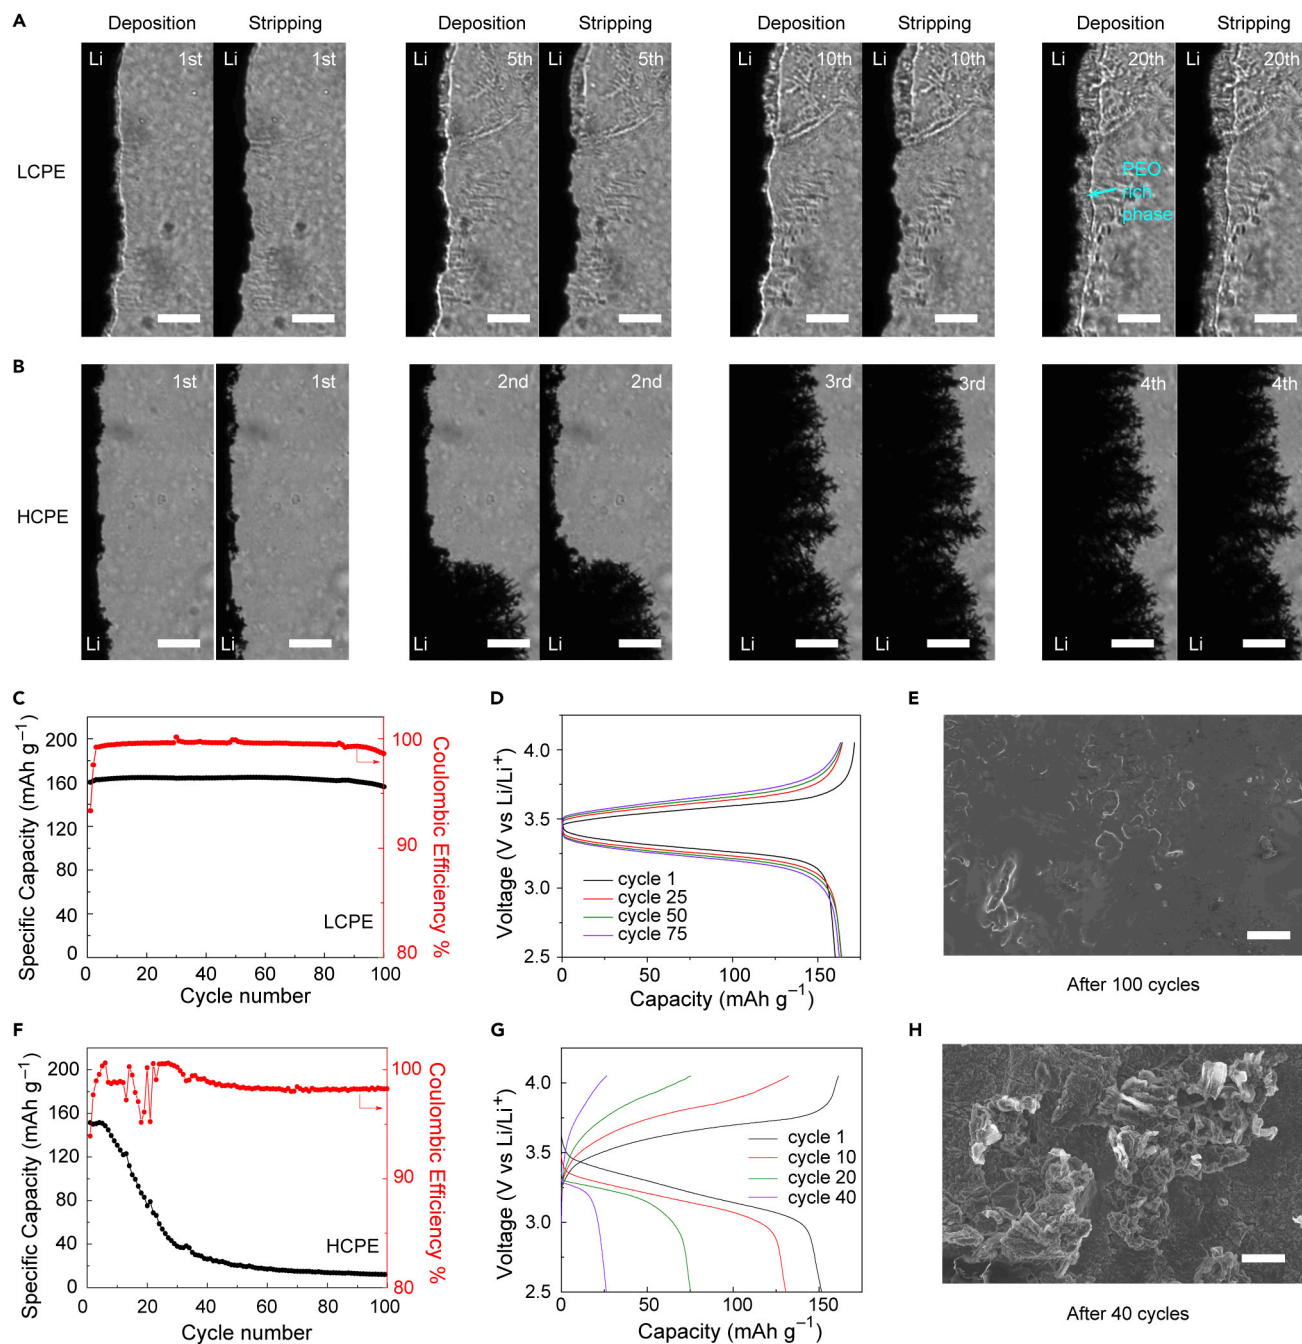 A
Deposition Stripping Deposition Stripping Deposition Stripping Deposition Stripping
Li 1st Li 1st Li 5th Li 5th Li 10th Li 10th Li 20th Li 20th
LCPE
PEO
rich
phase
B
1st 1st 2nd 2nd 3rd 3rd 4th 4th
HCPE
Li Li Li Li Li Li Li Li
C
Specific Capacity (mAh g⁻¹)
200
160
120
80
40
0
100
90
80
Coulombic Efficiency %
LCPE
0 20 40 60 80 100
Cycle number
D
Voltage (V vs Li/Li⁺)
4.0
3.5
3.0
2.5
cycle 1
cycle 25
cycle 50
cycle 75
0 50 100 150
Capacity (mAh g⁻¹)
E
After 100 cycles
F
Specific Capacity (mAh g⁻¹)
200
160
120
80
40
0
100
90
80
Coulombic Efficiency %
HCPE
0 20 40 60 80 100
Cycle number
G
Voltage (V vs Li/Li⁺)
4.0
3.5
3.0
2.5
cycle 1
cycle 10
cycle 20
cycle 40
0 50 100 150
Capacity (mAh g⁻¹)
H
After 40 cycles